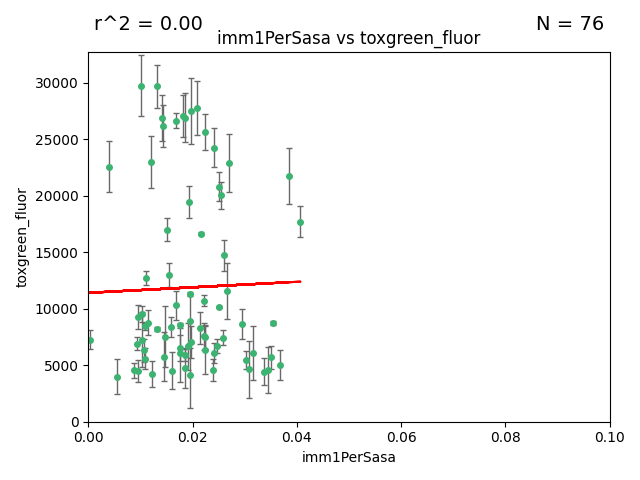 r^2 = 0.00
N = 76
imm1PerSasa vs toxgreen_fluor
toxgreen_fluor
30000
25000
20000
15000
10000
5000
0
0.00 0.02 0.04 0.06 0.08 0.10
imm1PerSasa